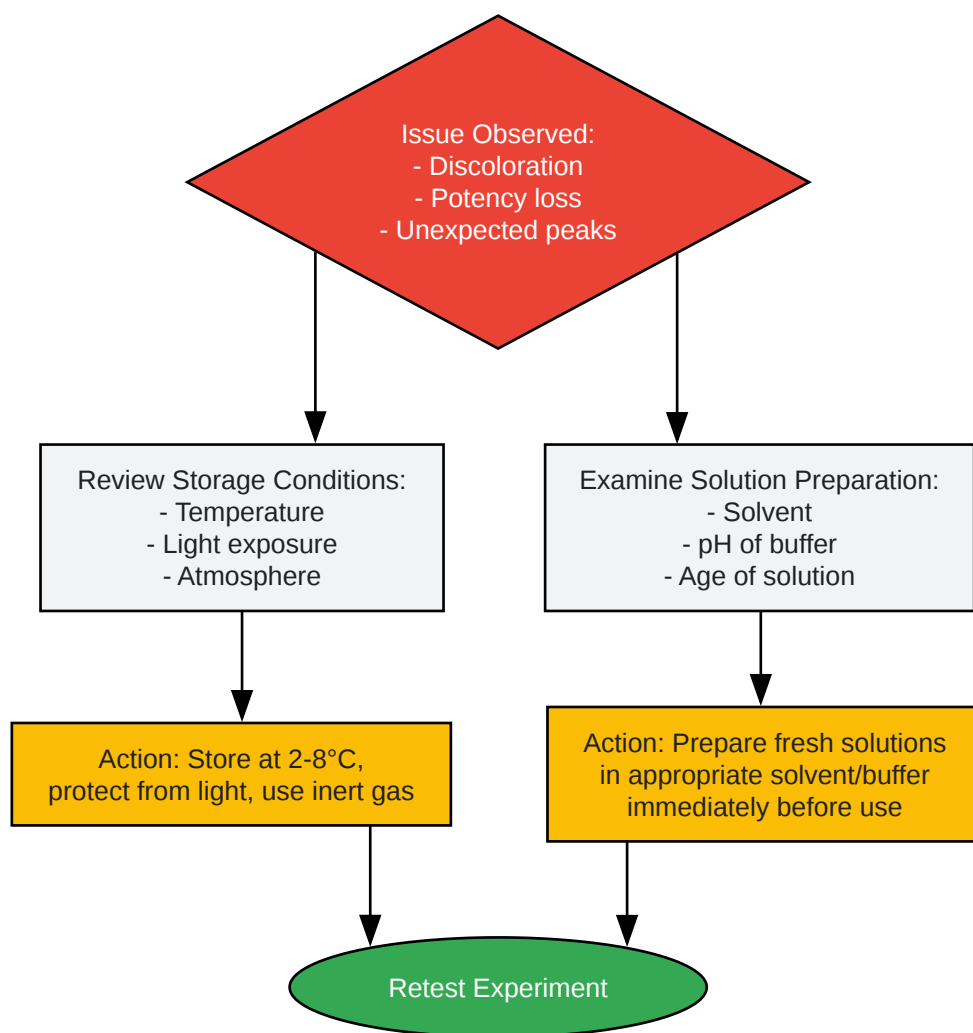 Issue Observed:
- Discoloration
- Potency loss
- Unexpected peaks
Review Storage Conditions:
- Temperature
- Light exposure
- Atmosphere
Examine Solution Preparation:
- Solvent
- pH of buffer
- Age of solution
Action: Store at 2-8°C,
protect from light, use inert gas
Action: Prepare fresh solutions
in appropriate solvent/buffer
immediately before use
Retest Experiment